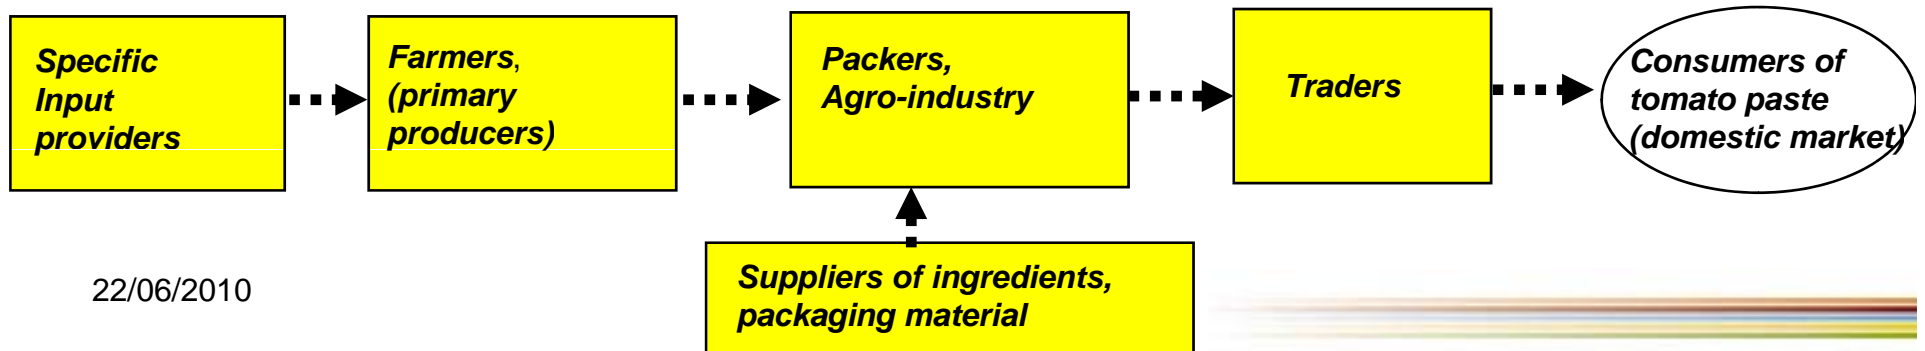 Specific
Input
providers
Farmers,
(primary
producers)
Packers,
Agro-industry
Traders
Consumers of
tomato paste
(domestic market)
Suppliers of ingredients,
packaging material
22/06/2010